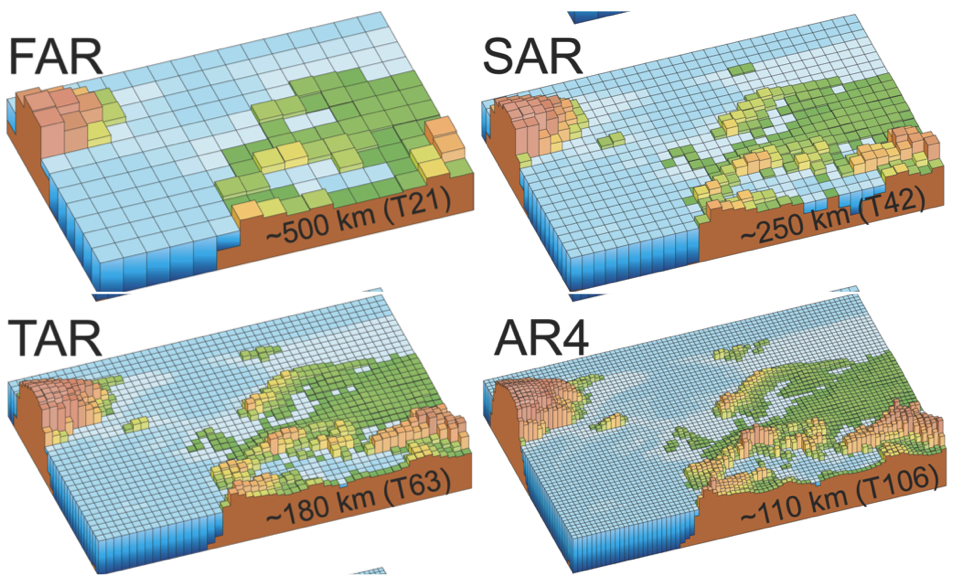 FAR
~500 km (T21)
SAR
~250 km (T42)
TAR
~180 km (T63)
AR4
~110 km (T106)